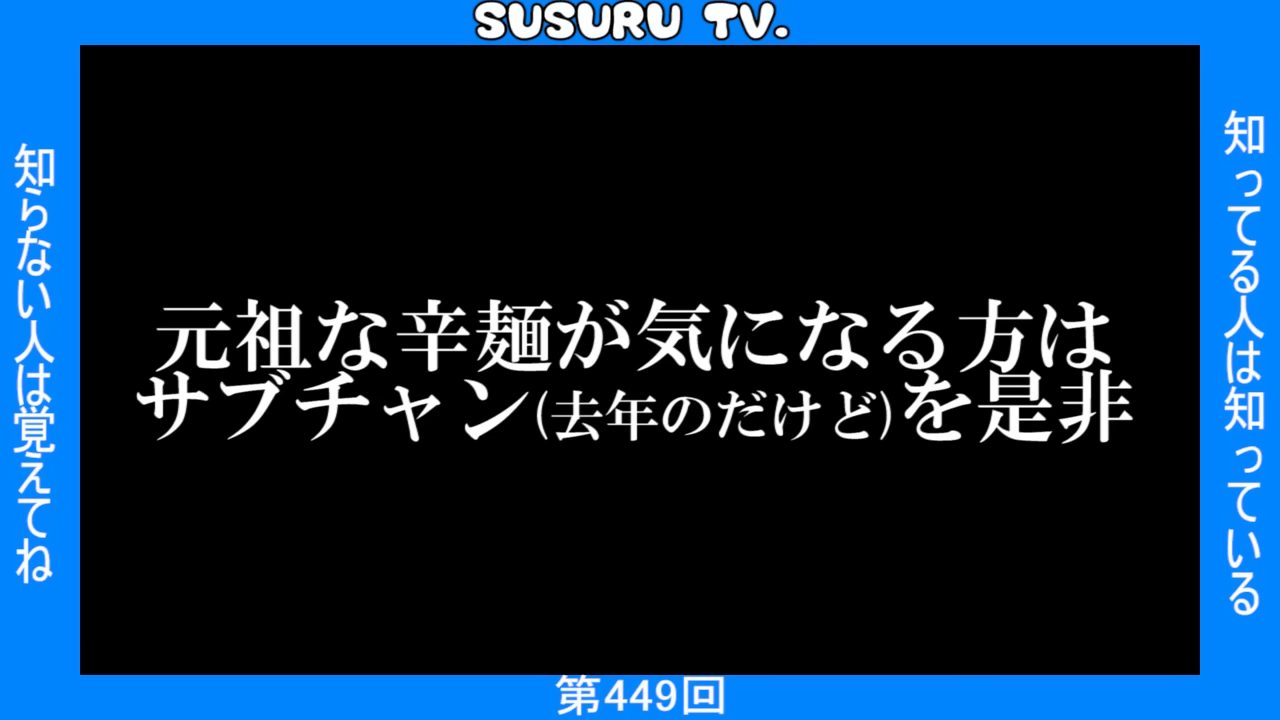 SUSURU TV.
知ってる人は知っている
元祖な辛麺が気になる方は
サブチャン(去年のだけど)を是非
知らない人は覚えてね
第449回